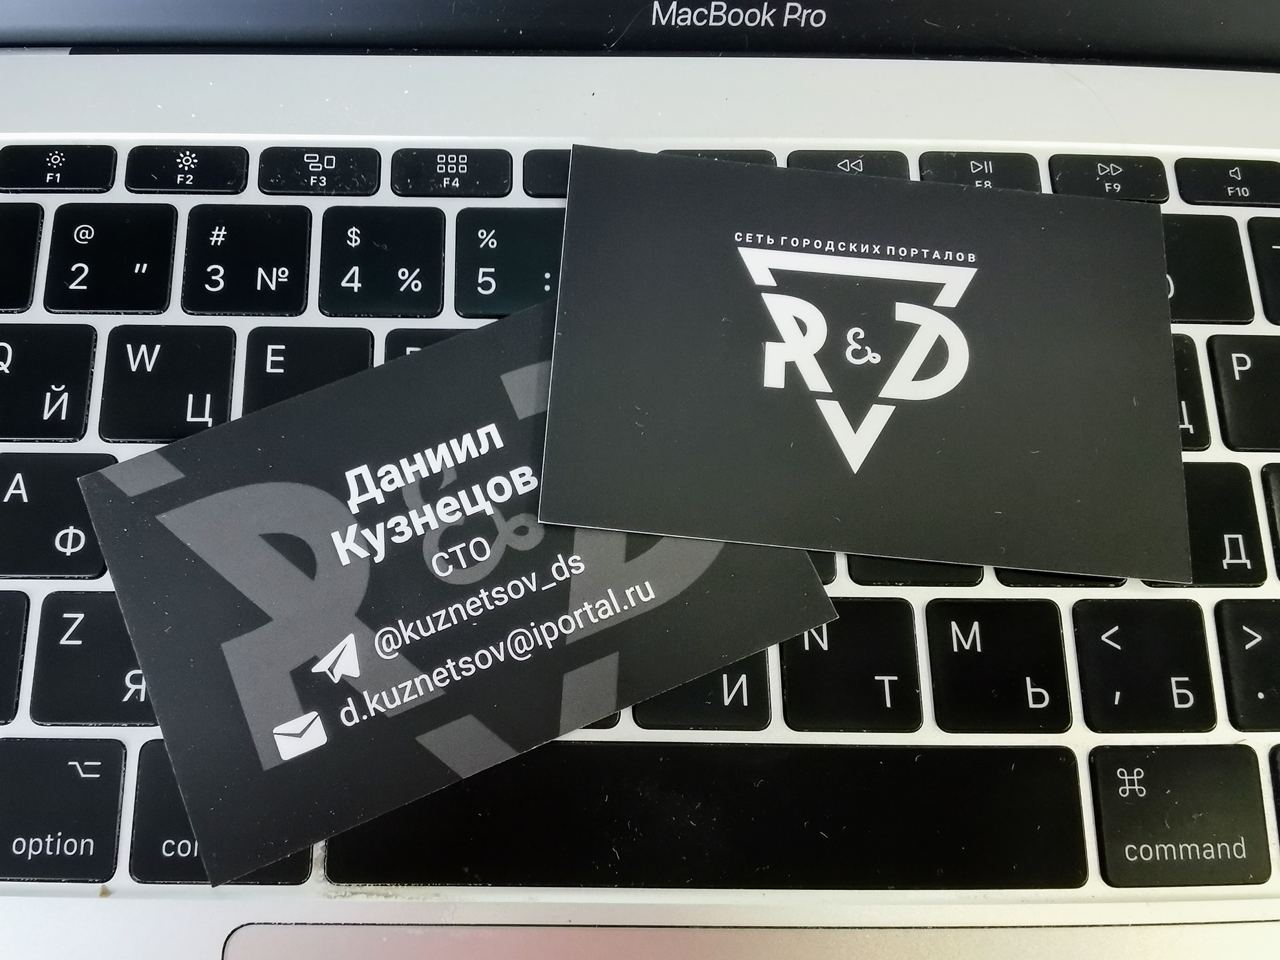 MacBook Pro
F1
F2
F3
F4
F8
F9
F10
@
2 "
#
3 №
$
4 %
%
5 :
СЕТЬ ГОРОДСКИХ ПОРТАЛОВ
R & D
Q
Й
W
Ц
E
Р
A
Ф
Д
Даниил
Кузнецов
СТО
@kuznetsov_ds
d.kuznetsov@iportal.ru
R & D
Z
Я
И
N
Т
M
Ь
<
, Б
>
.
option
command